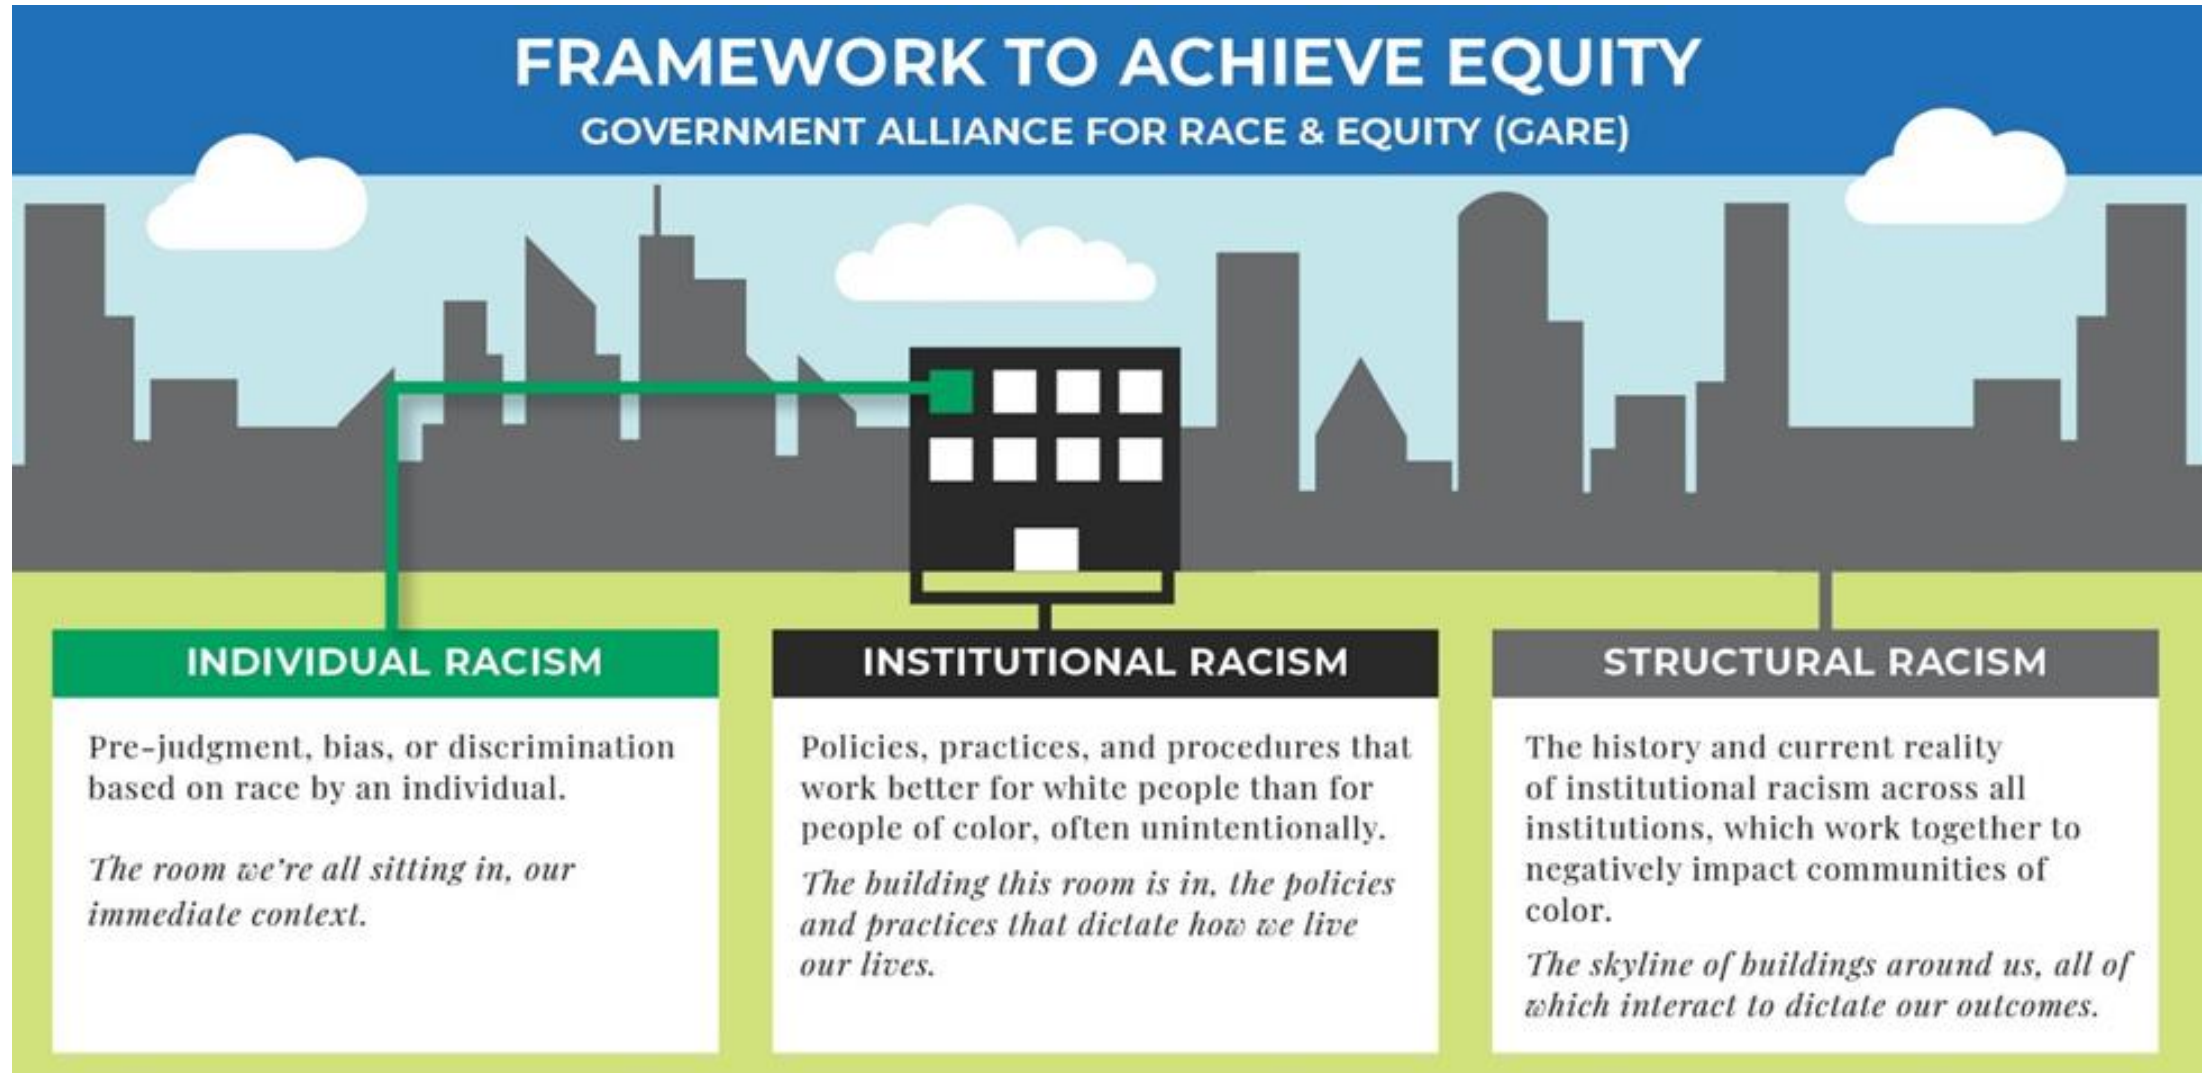 FRAMEWORK TO ACHIEVE EQUITY
GOVERNMENT ALLIANCE FOR RACE & EQUITY (GARE)
INDIVIDUAL RACISM
Pre-judgment, bias, or discrimination
based on race by an individual.
The room we're all sitting in, our
immediate context.
INSTITUTIONAL RACISM
Policies, practices, and procedures that
work better for white people than for
people of color, often unintentionally.
The building this room is in, the policies
and practices that dictate how we live
our lives.
STRUCTURAL RACISM
The history and current reality
of institutional racism across all
institutions, which work together to
negatively impact communities of
color.
The skyline of buildings around us, all of
which interact to dictate our outcomes.